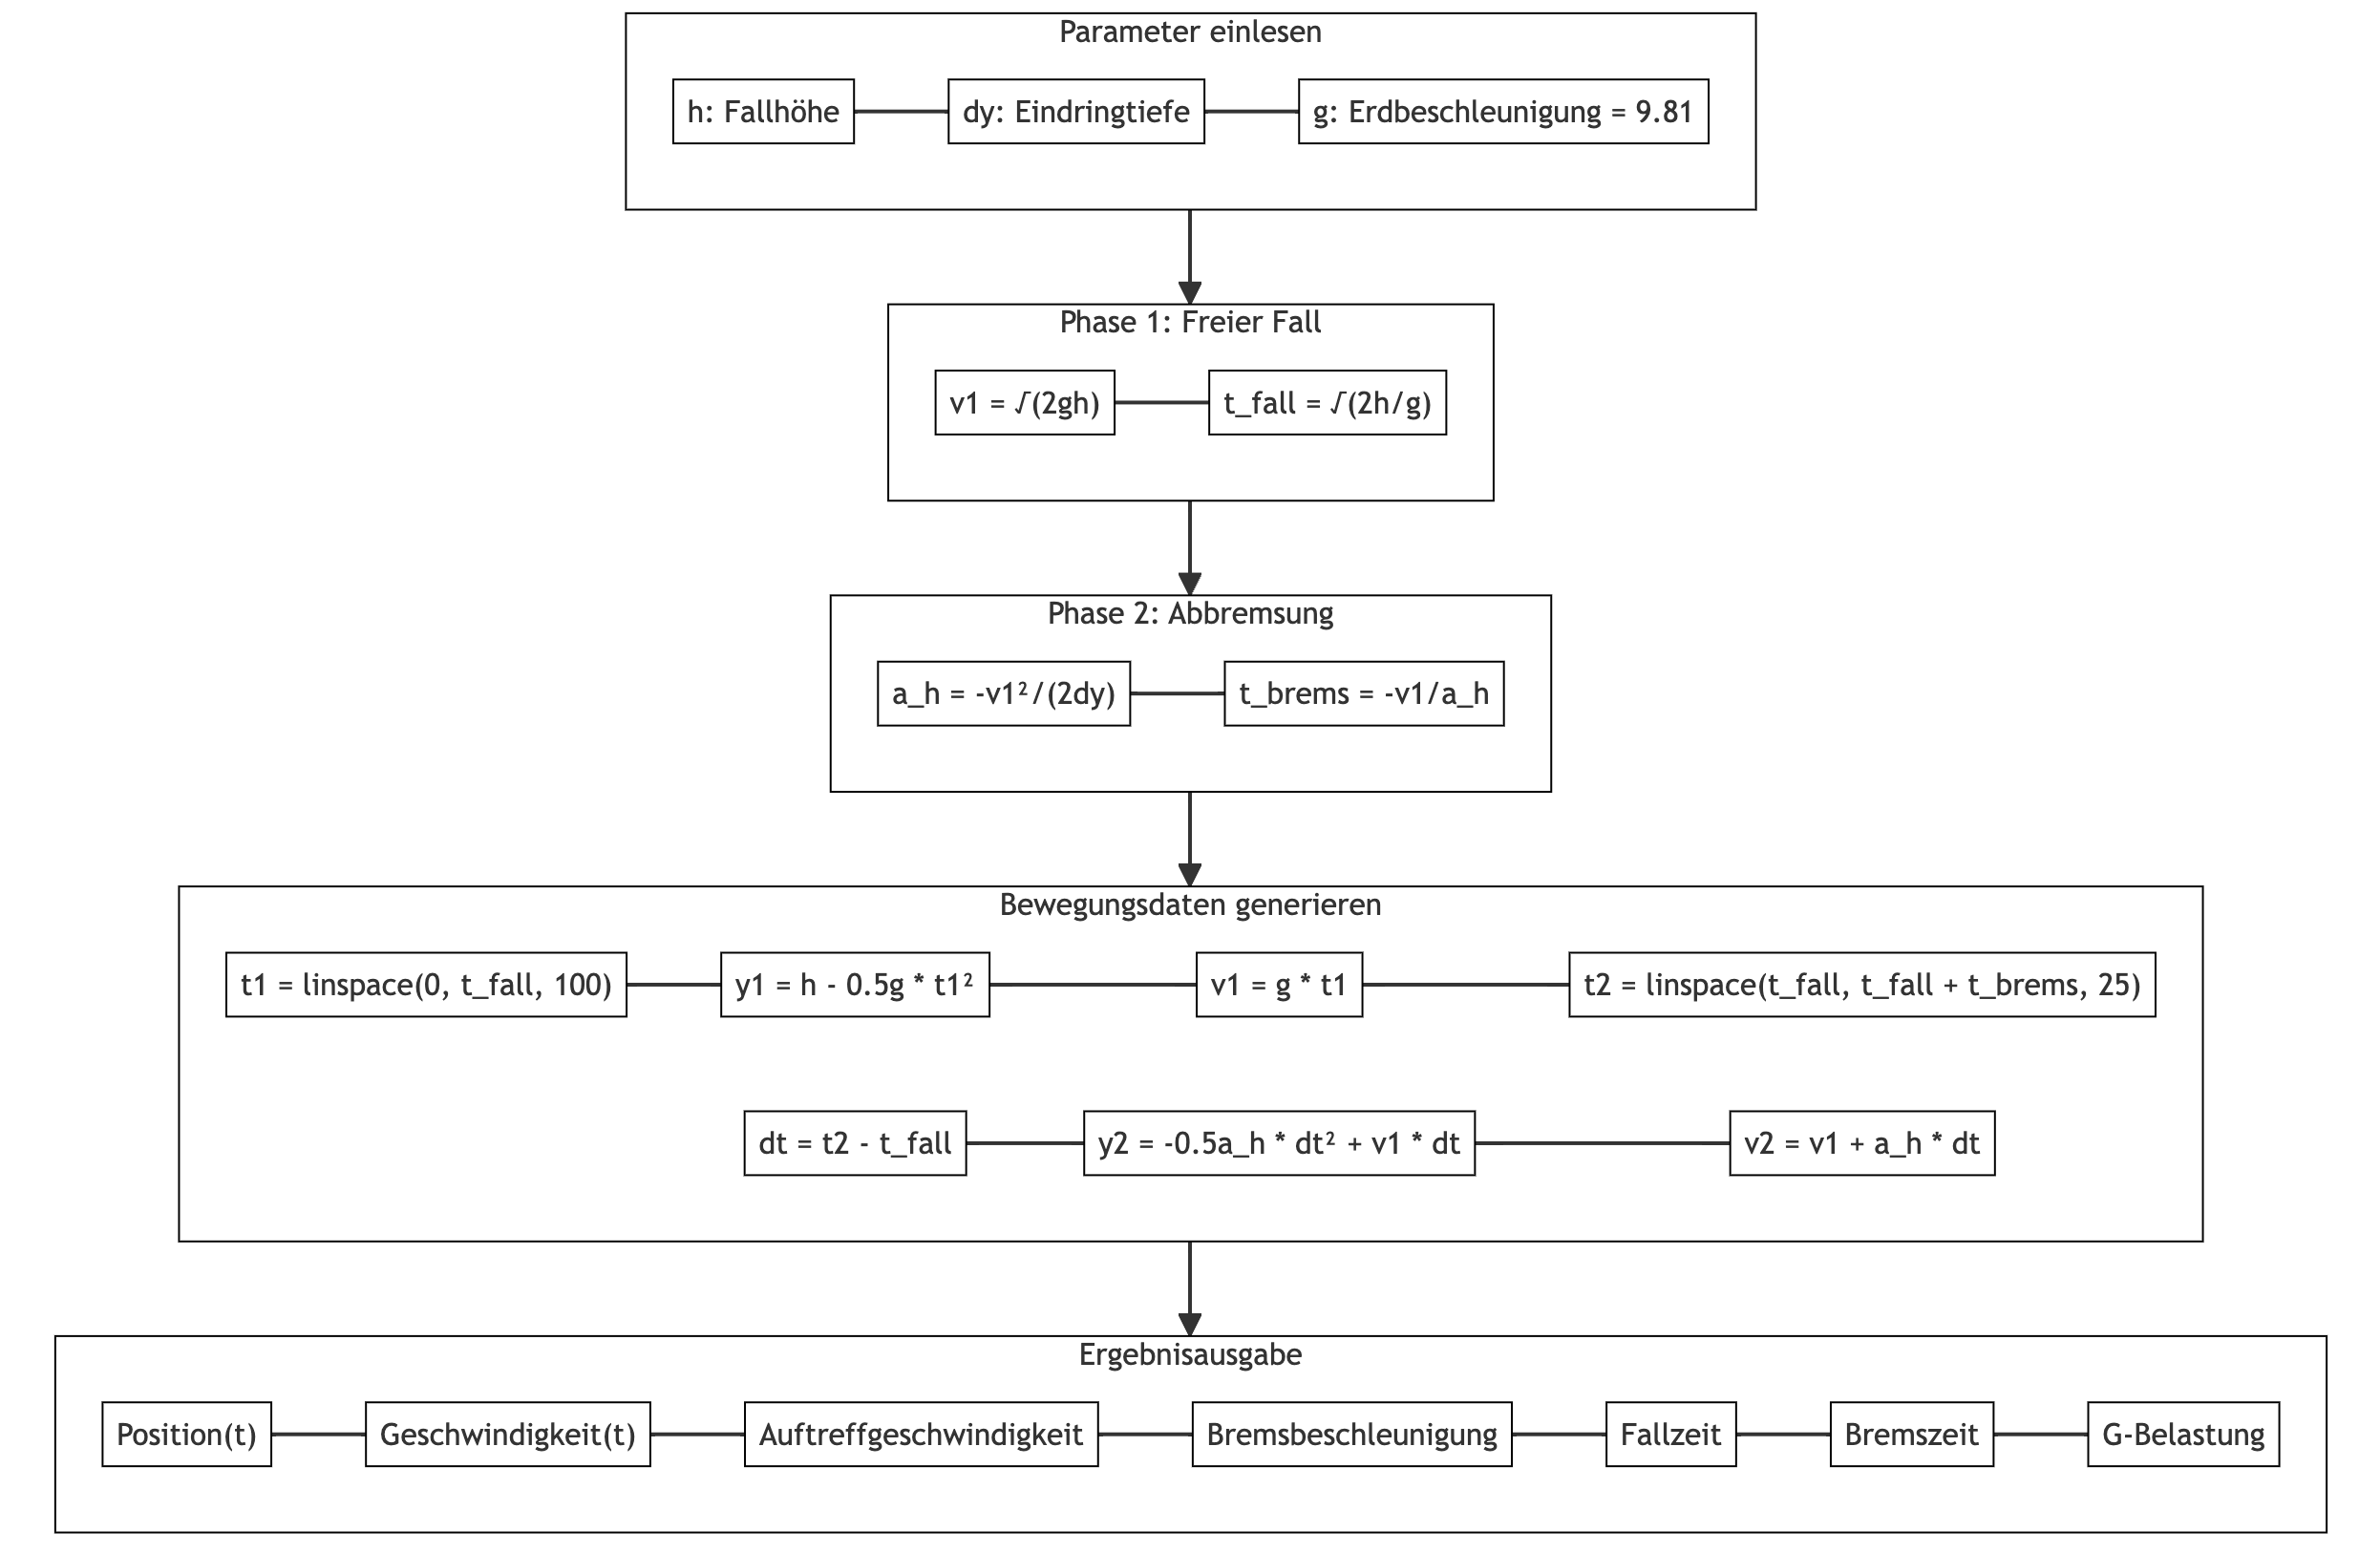 Parameter einlesen
h: Fallhöhe
dy: Eindringtiefe
g: Erdbeschleunigung = 9.81
Phase 1: Freier Fall
v1 = √(2gh)
t_fall = √(2h/g)
Phase 2: Abbremsung
a_h = -v1²/(2dy)
t_brems = -v1/a_h
Bewegungsdaten generieren
t1 = linspace(0, t_fall, 100)
y1 = h - 0.5g * t1²
v1 = g * t1
t2 = linspace(t_fall, t_fall + t_brems, 25)
dt = t2 - t_fall
y2 = -0.5a_h * dt² + v1 * dt
v2 = v1 + a_h * dt
Ergebnisausgabe
Position(t)
Geschwindigkeit(t)
Auftreffgeschwindigkeit
Bremsbeschleunigung
Fallzeit
Bremszeit
G-Belastung